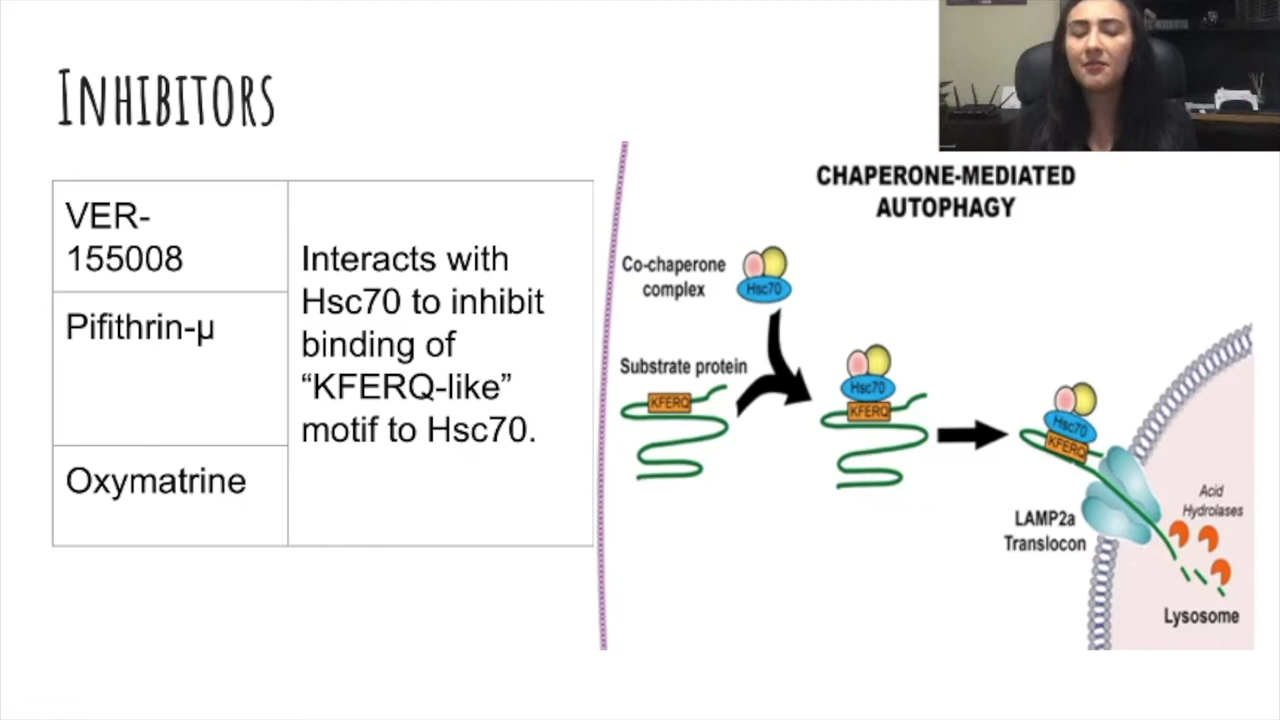 INHIBITORS
VER-
155008
Pifithrin-μ
Oxymatrine
Interacts with
Hsc70 to inhibit
binding of
“KFERQ-like”
motif to Hsc70.
CHAPERONE-MEDIATED
AUTOPHAGY
Co-chaperone
complex
Hsc70
Substrate protein
KFERQ
Hsc70
KFERQ
Hsc70
KFERQ
LAMP2a
Translocon
Acid
Hydrolases
Lysosome